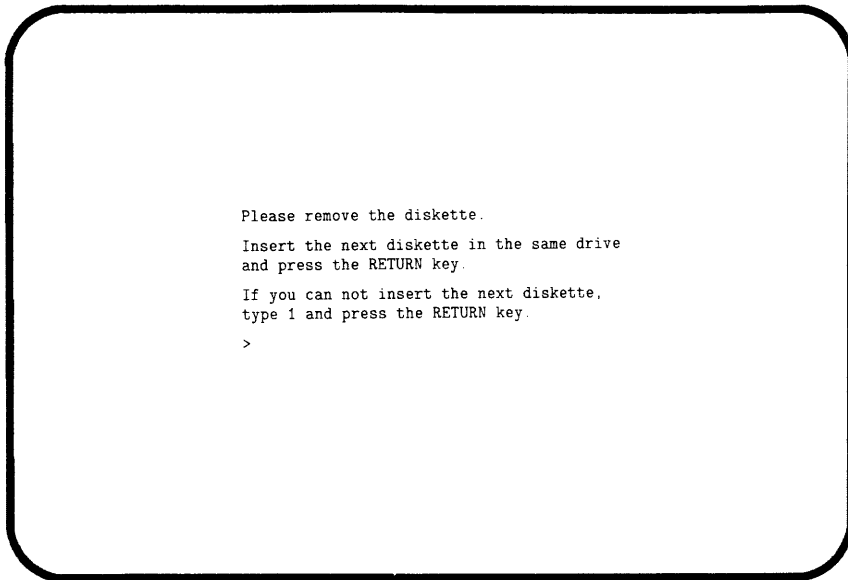 Please remove the diskette.
Insert the next diskette in the same drive
and press the RETURN key.
If you can not insert the next diskette,
type 1 and press the RETURN key.
>